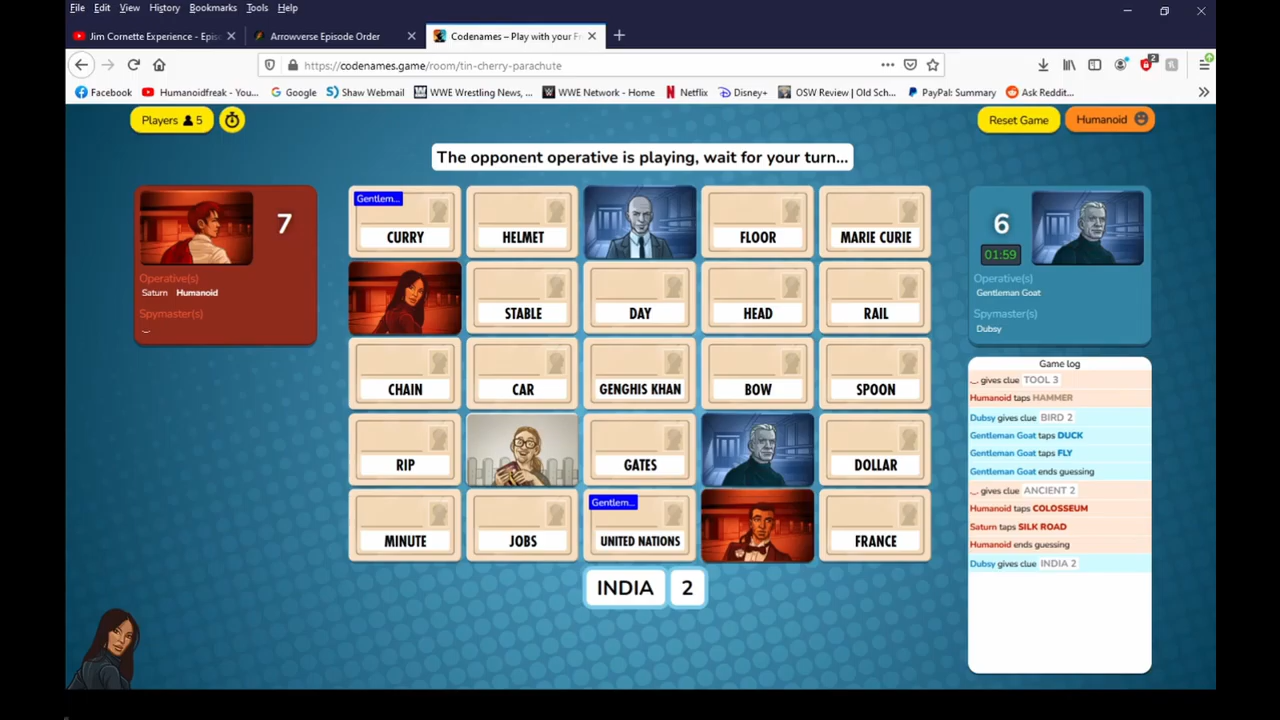 File Edit View History Bookmarks Tools Help
Jim Cornette Experience - Epis
Arrowverse Episode Order
Codenames – Play with your Fr
https://codenames.game/room/tin-cherry-parachute
2
Facebook
Humanoidfreak - You...
Google
Shaw Webmail
WWE Wrestling News, ...
WWE Network - Home
Netflix
Disney+
OSW Review | Old Sch...
PayPal: Summary
Ask Reddit...
Players 5
Reset Game
Humanoid
The opponent operative is playing, wait for your turn...
7
Operative(s)
Saturn Humanoid
Spymaster(s)
._.
Gentlem...
CURRY
HELMET
FLOOR
MARIE CURIE
STABLE
DAY
HEAD
RAIL
CHAIN
CAR
GENGHIS KHAN
BOW
SPOON
RIP
GATES
DOLLAR
MINUTE
JOBS
Gentlem...
UNITED NATIONS
FRANCE
INDIA 2
6
01:59
Operative(s)
Gentleman Goat
Spymaster(s)
Dubsy
Game log
._. gives clue TOOL 3
Humanoid taps HAMMER
Dubsy gives clue BIRD 2
Gentleman Goat taps DUCK
Gentleman Goat taps FLY
Gentleman Goat ends guessing
._. gives clue ANCIENT 2
Humanoid taps COLOSSEUM
Saturn taps SILK ROAD
Humanoid ends guessing
Dubsy gives clue INDIA 2